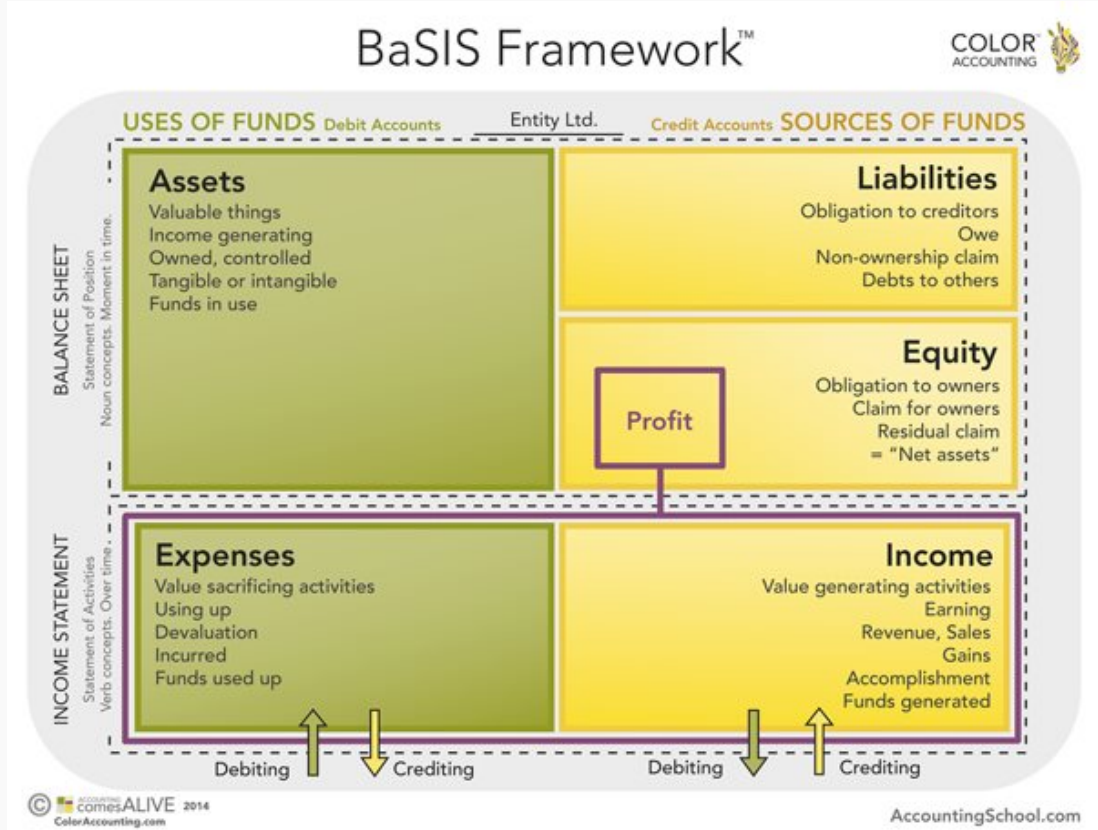 BaSIS Framework™
COLOR™
ACCOUNTING
USES OF FUNDS Debit Accounts
Entity Ltd.
Credit Accounts SOURCES OF FUNDS
BALANCE SHEET
Statement of Position
Noun concepts. Moment in time.
Assets
Valuable things
Income generating
Owned, controlled
Tangible or intangible
Funds in use
Liabilities
Obligation to creditors
Owe
Non-ownership claim
Debts to others
Equity
Obligation to owners
Claim for owners
Residual claim
= “Net assets”
Profit
INCOME STATEMENT
Statement of Activities
Verb concepts. Over time.
Expenses
Value sacrificing activities
Using up
Devaluation
Incurred
Funds used up
Income
Value generating activities
Earning
Revenue, Sales
Gains
Accomplishment
Funds generated
Debiting
Crediting
Debiting
Crediting
©
ACCOUNTING
comesALIVE 2014
ColorAccounting.com
AccountingSchool.com